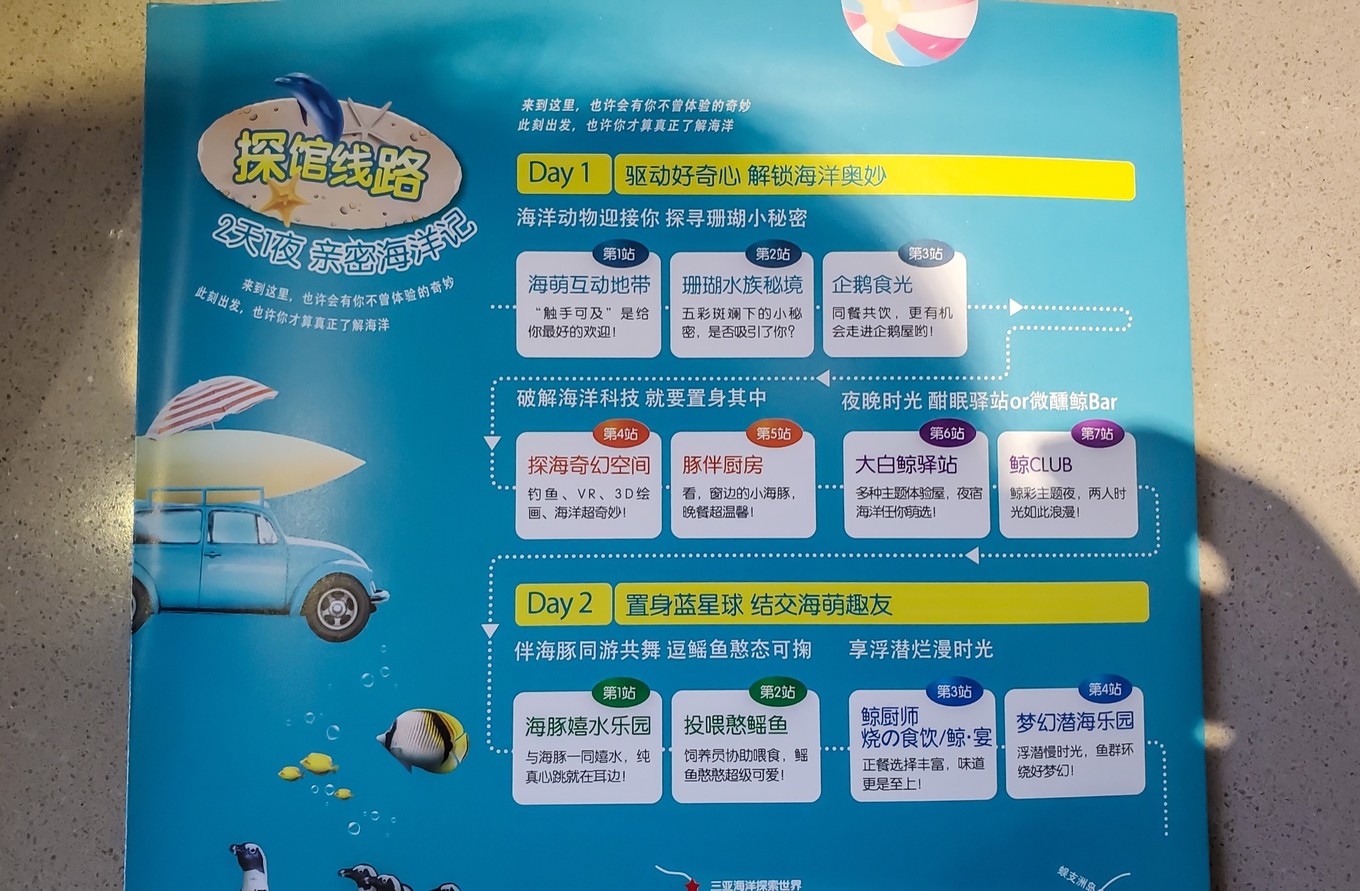 探馆线路
2天1夜 亲密海洋记
来到这里，也许会有你不曾体验的奇妙
此刻出发，也许你才算真正了解海洋
来到这里，也许会有你不曾体验的奇妙
此刻出发，也许你才算真正了解海洋
Day 1 驱动好奇心 解锁海洋奥妙
海洋动物迎接你 探寻珊瑚小秘密
第1站
海萌互动地带
“触手可及”是给
你最好的欢迎！
第2站
珊瑚水族秘境
五彩斑斓下的小秘
密，是否吸引了你？
第3站
企鹅食光
同餐共饮，更有机
会走进企鹅屋哟！
破解海洋科技 就要置身其中
第4站
探海奇幻空间
钓鱼、VR、3D绘
画、海洋超奇妙！
第5站
豚伴厨房
看，窗边的小海豚，
晚餐超温馨！
夜晚时光 酣眠驿站or微醺鲸Bar
第6站
大白鲸驿站
多种主题体验屋，夜宿
海洋任你萌选！
第7站
鲸CLUB
鲸彩主题夜，两人时
光如此浪漫！
Day 2 置身蓝星球 结交海萌趣友
伴海豚同游共舞 逗鳐鱼憨态可掬
第1站
海豚嬉水乐园
与海豚一同嬉水，纯
真心跳就在耳边！
第2站
投喂憨鳐鱼
饲养员协助喂食，鳐
鱼憨憨超级可爱！
享浮潜烂漫时光
第3站
鲸厨师
烧の食饮/鲸·宴
正餐选择丰富，味道
更是至上！
第4站
梦幻潜海乐园
浮潜慢时光，鱼群环
绕好梦幻！
三亚海洋探索世界
蜈支洲岛